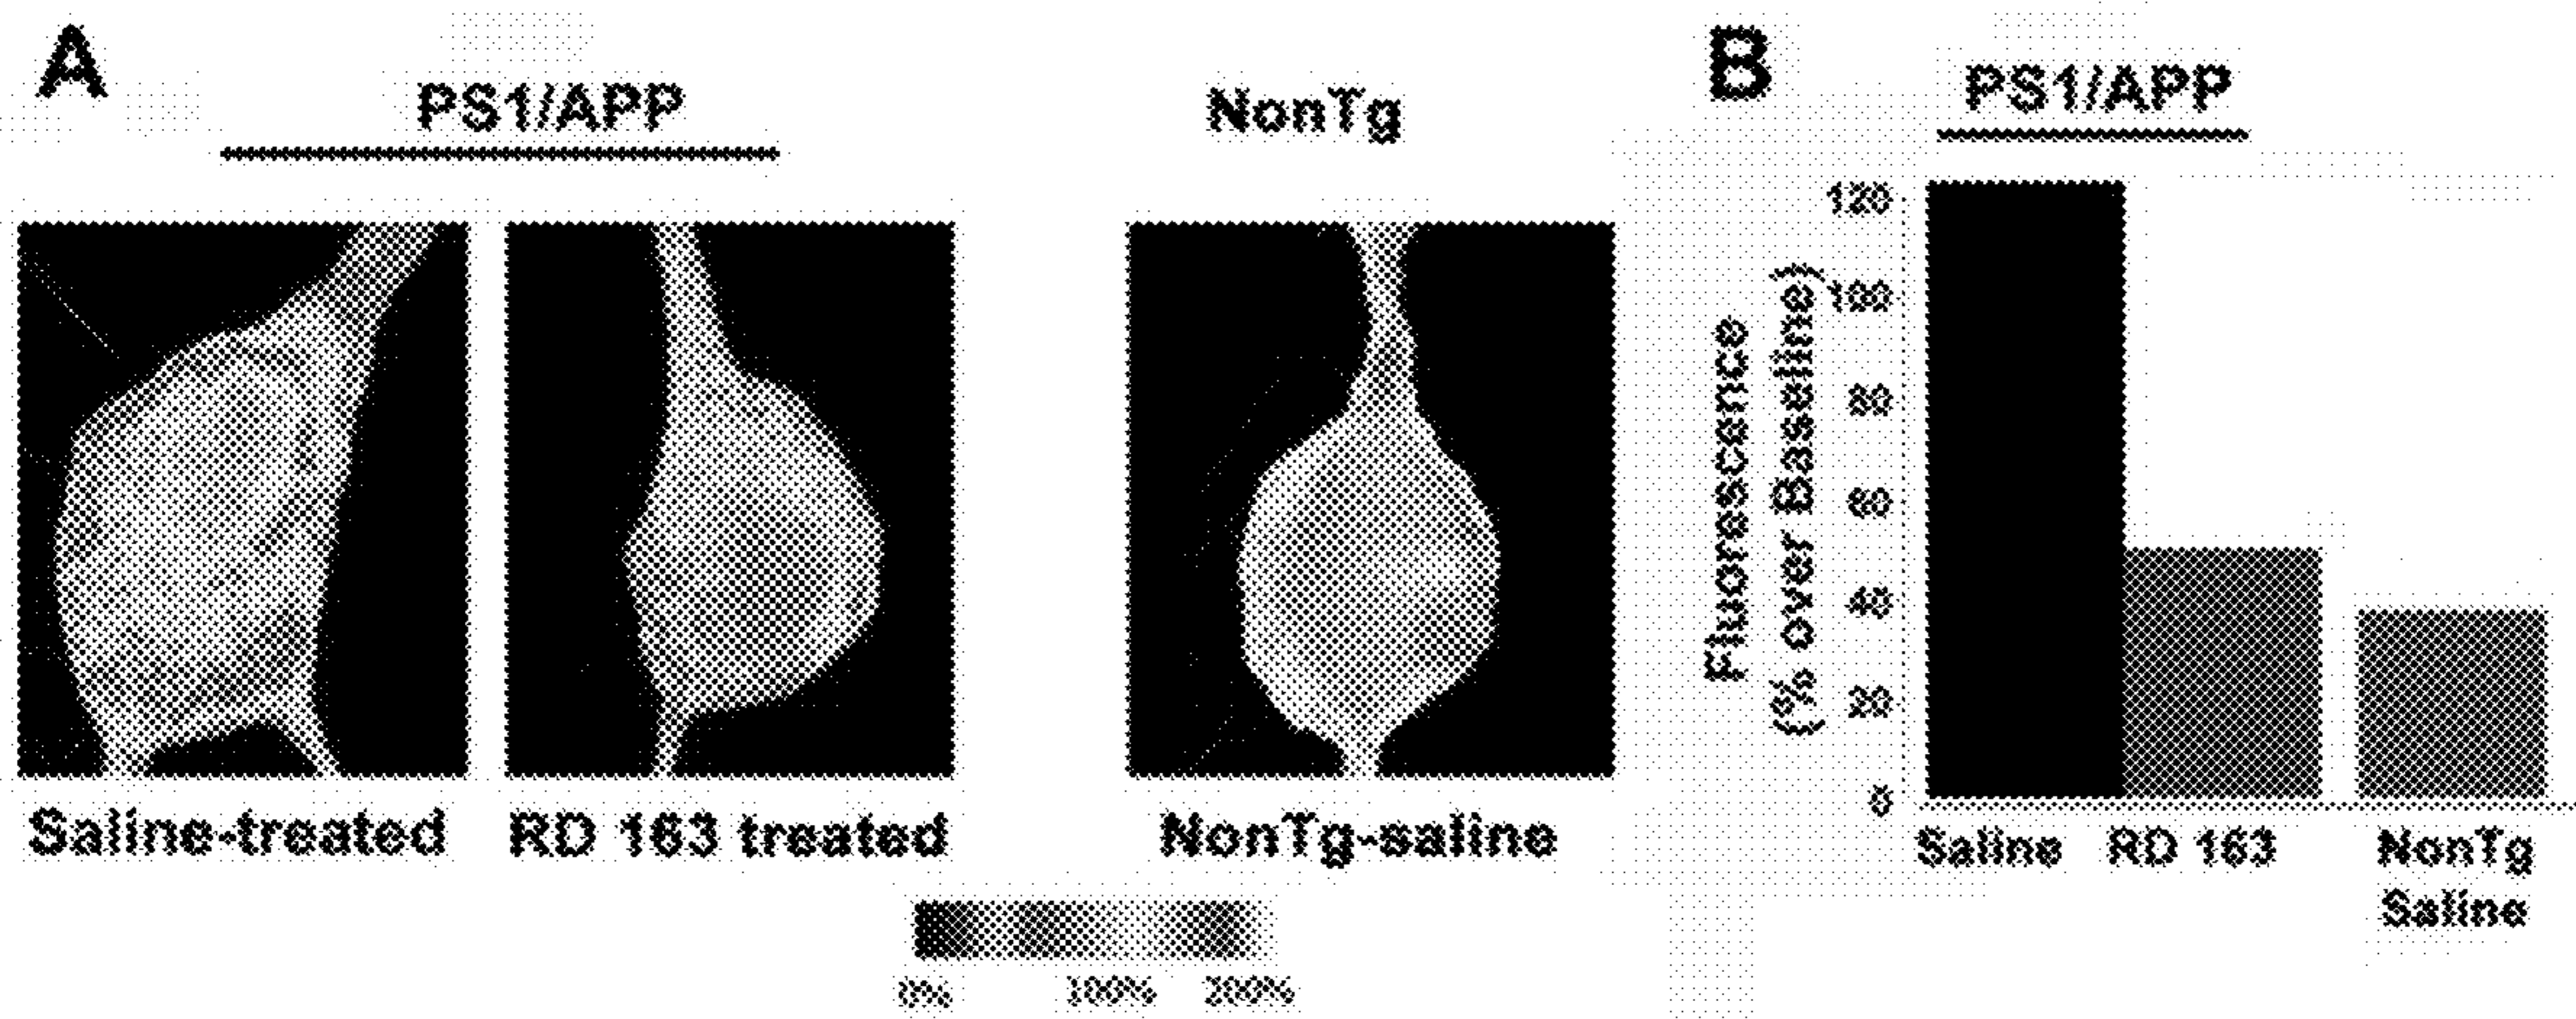 A
PS1/APP
NonTg
Saline-treated
RD 163 treated
NonTg-saline
0%
100%
200%
B
PS1/APP
Fluorescence
(% over Baseline)
120
100
80
60
40
20
0
Saline
RD 163
NonTg
Saline